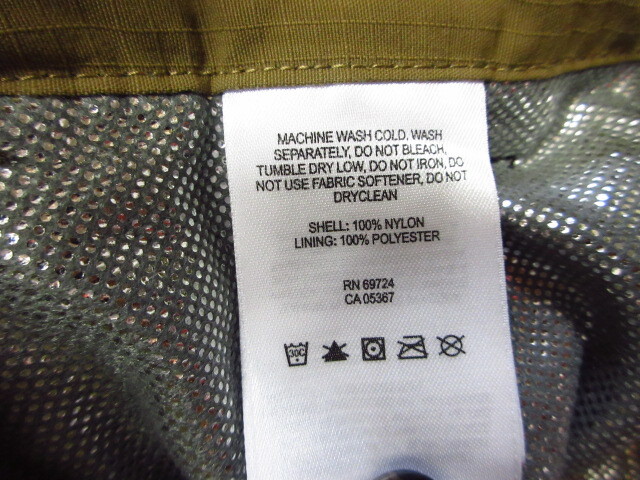 MACHINE WASH COLD, WASH
SEPARATELY, DO NOT BLEACH,
TUMBLE DRY LOW, DO NOT IRON, DO
NOT USE FABRIC SOFTENER, DO NOT
DRYCLEAN
SHELL: 100% NYLON
LINING: 100% POLYESTER
RN 69724
CA 05367
30C